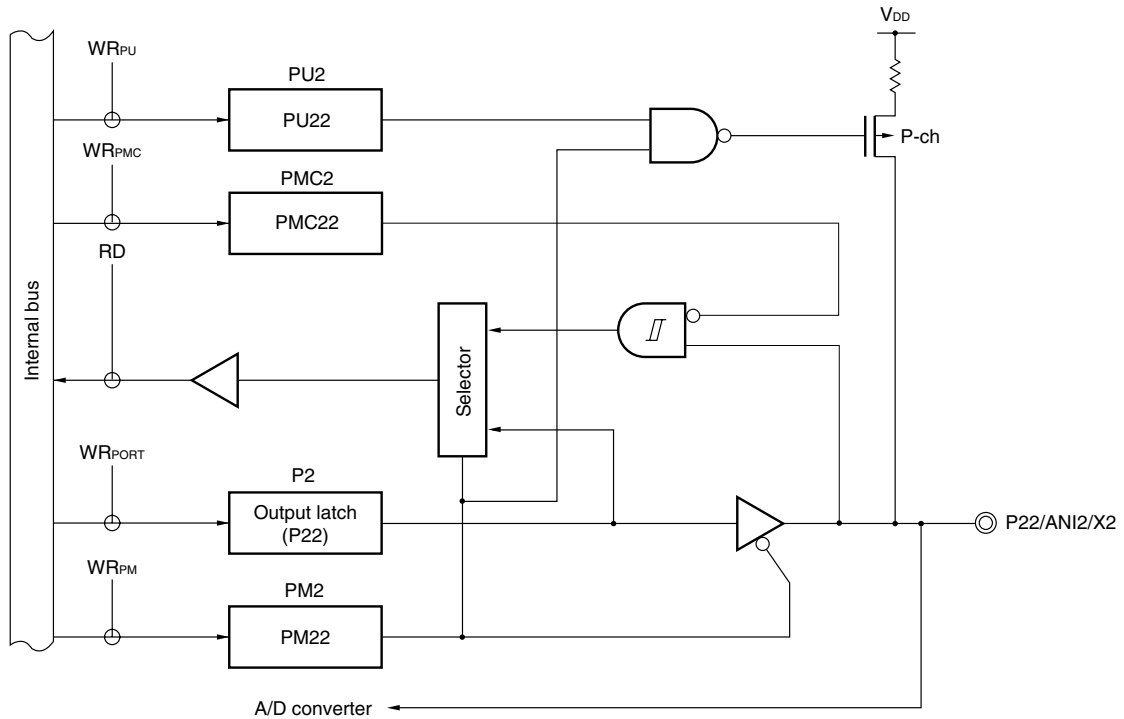 VDD
WRPU
PU2
PU22
P-ch
WRPMC
PMC2
PMC22
RD
Internal bus
Selector
WRPORT
P2
Output latch
(P22)
P22/ANI2/X2
WRPM
PM2
PM22
A/D converter